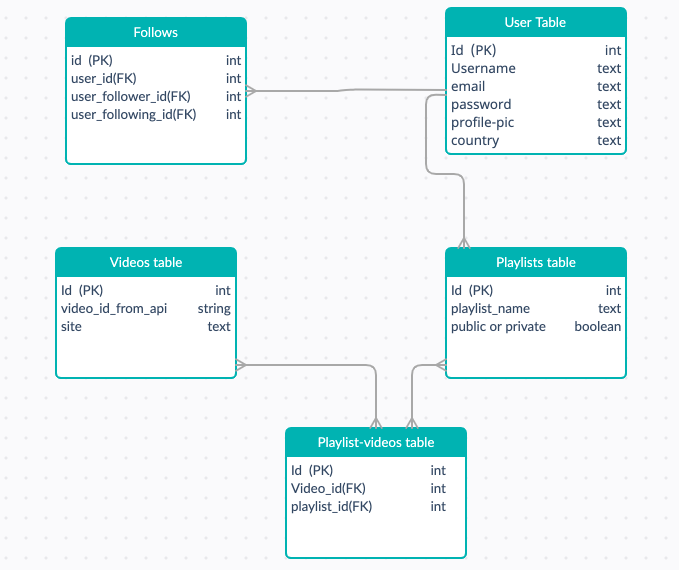 Follows
id (PK) int
user_id(FK) int
user_follower_id(FK) int
user_following_id(FK) int
User Table
Id (PK) int
Username text
email text
password text
profile-pic text
country text
Videos table
Id (PK) int
video_id_from_api string
site text
Playlists table
Id (PK) int
playlist_name text
public or private boolean
Playlist-videos table
Id (PK) int
Video_id(FK) int
playlist_id(FK) int